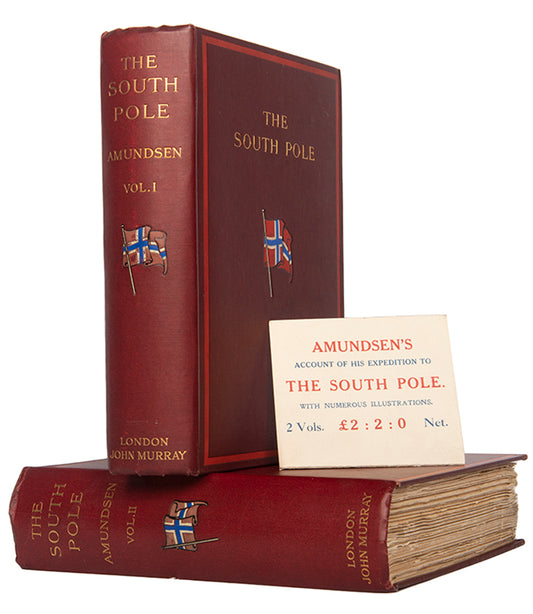 THE
SOUTH
POLE
AMUNDSEN
VOL. I
LONDON
JOHN MURRAY
THE
SOUTH POLE
AMUNDSEN'S
ACCOUNT OF HIS EXPEDITION TO
THE SOUTH POLE.
WITH NUMEROUS ILLUSTRATIONS.
2 Vols. £2 : 2 : 0 Net.
THE
SOUTH
POLE
AMUNDSEN
VOL. II
LONDON
JOHN MURRAY